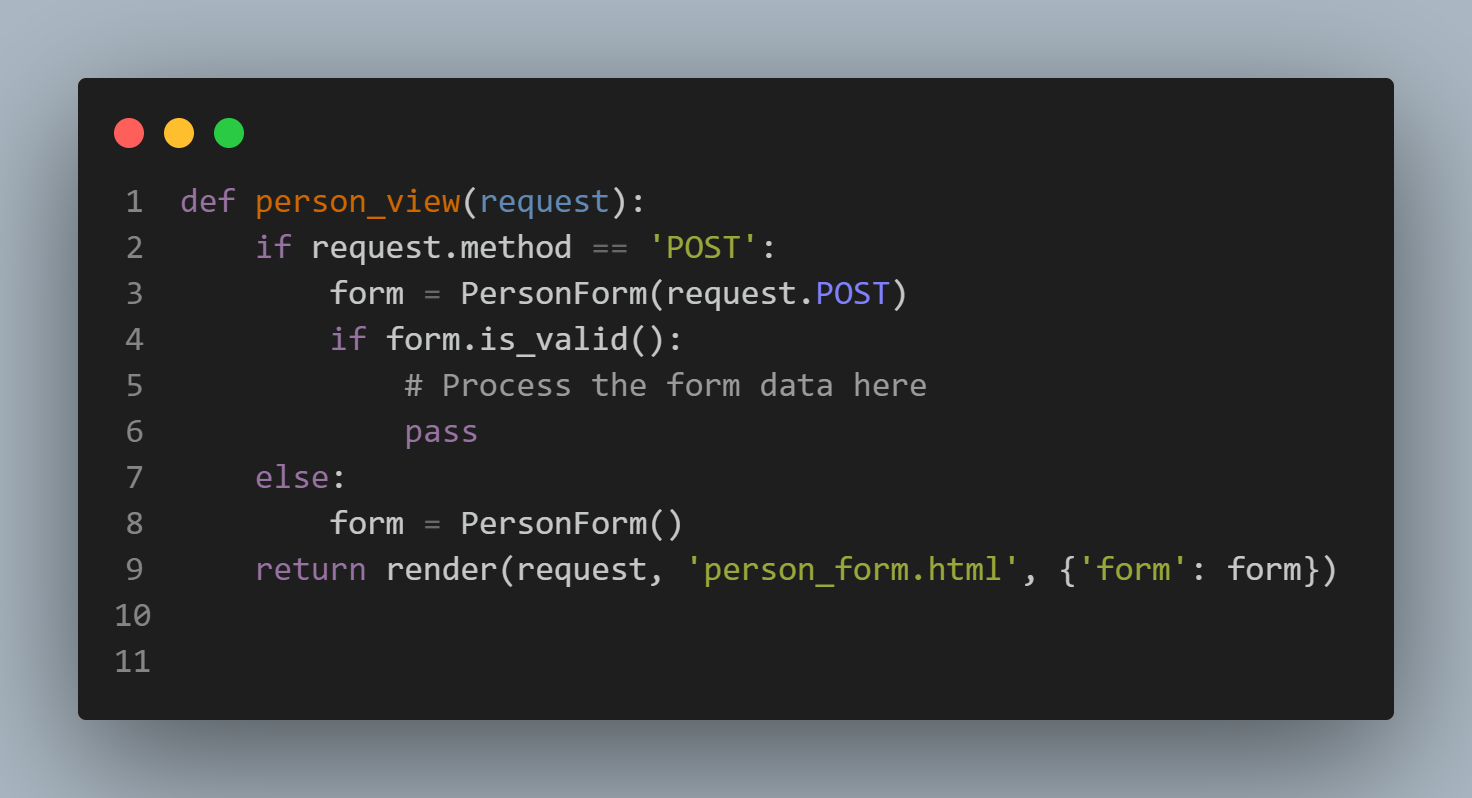 1 def person_view(request):
2     if request.method == 'POST':
3         form = PersonForm(request.POST)
4         if form.is_valid():
5             # Process the form data here
6             pass
7     else:
8         form = PersonForm()
9     return render(request, 'person_form.html', {'form': form})
10
11